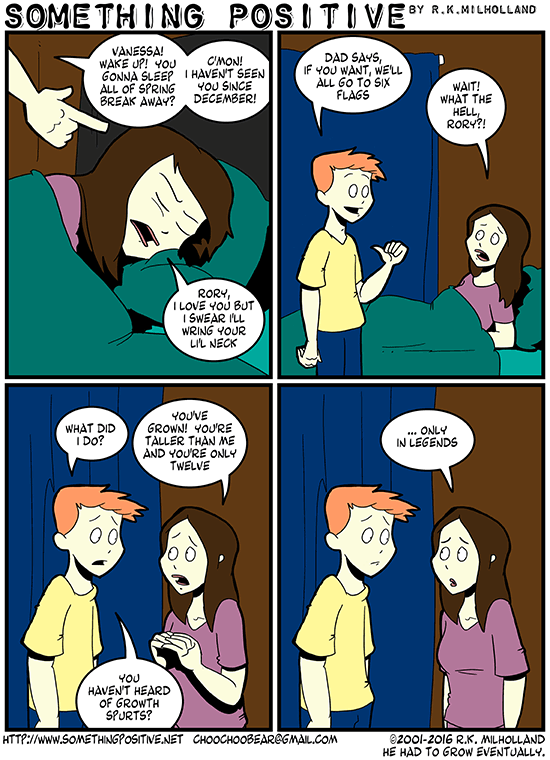 SOMETHING POSITIVE BY R.K.MILHOLLAND
VANESSA!
WAKE UP! YOU
GONNA SLEEP
ALL OF SPRING
BREAK AWAY?
C'MON!
I HAVEN'T SEEN
YOU SINCE
DECEMBER!
RORY,
I LOVE YOU BUT
I SWEAR I'LL
WRING YOUR
LI'L NECK
DAD SAYS,
IF YOU WANT, WE'LL
ALL GO TO SIX
FLAGS
WAIT!
WHAT THE
HELL,
RORY?!
WHAT DID
I DO?
YOU'VE
GROWN! YOU'RE
TALLER THAN ME
AND YOU'RE ONLY
TWELVE
YOU
HAVEN'T HEARD
OF GROWTH
SPURTS?
... ONLY
IN LEGENDS
HTTP://WWW.SOMETHINGPOSITIVE.NET CHOOCHOOBEAR@GMAIL.COM
©2001-2016 R.K. MILHOLLAND
HE HAD TO GROW EVENTUALLY.